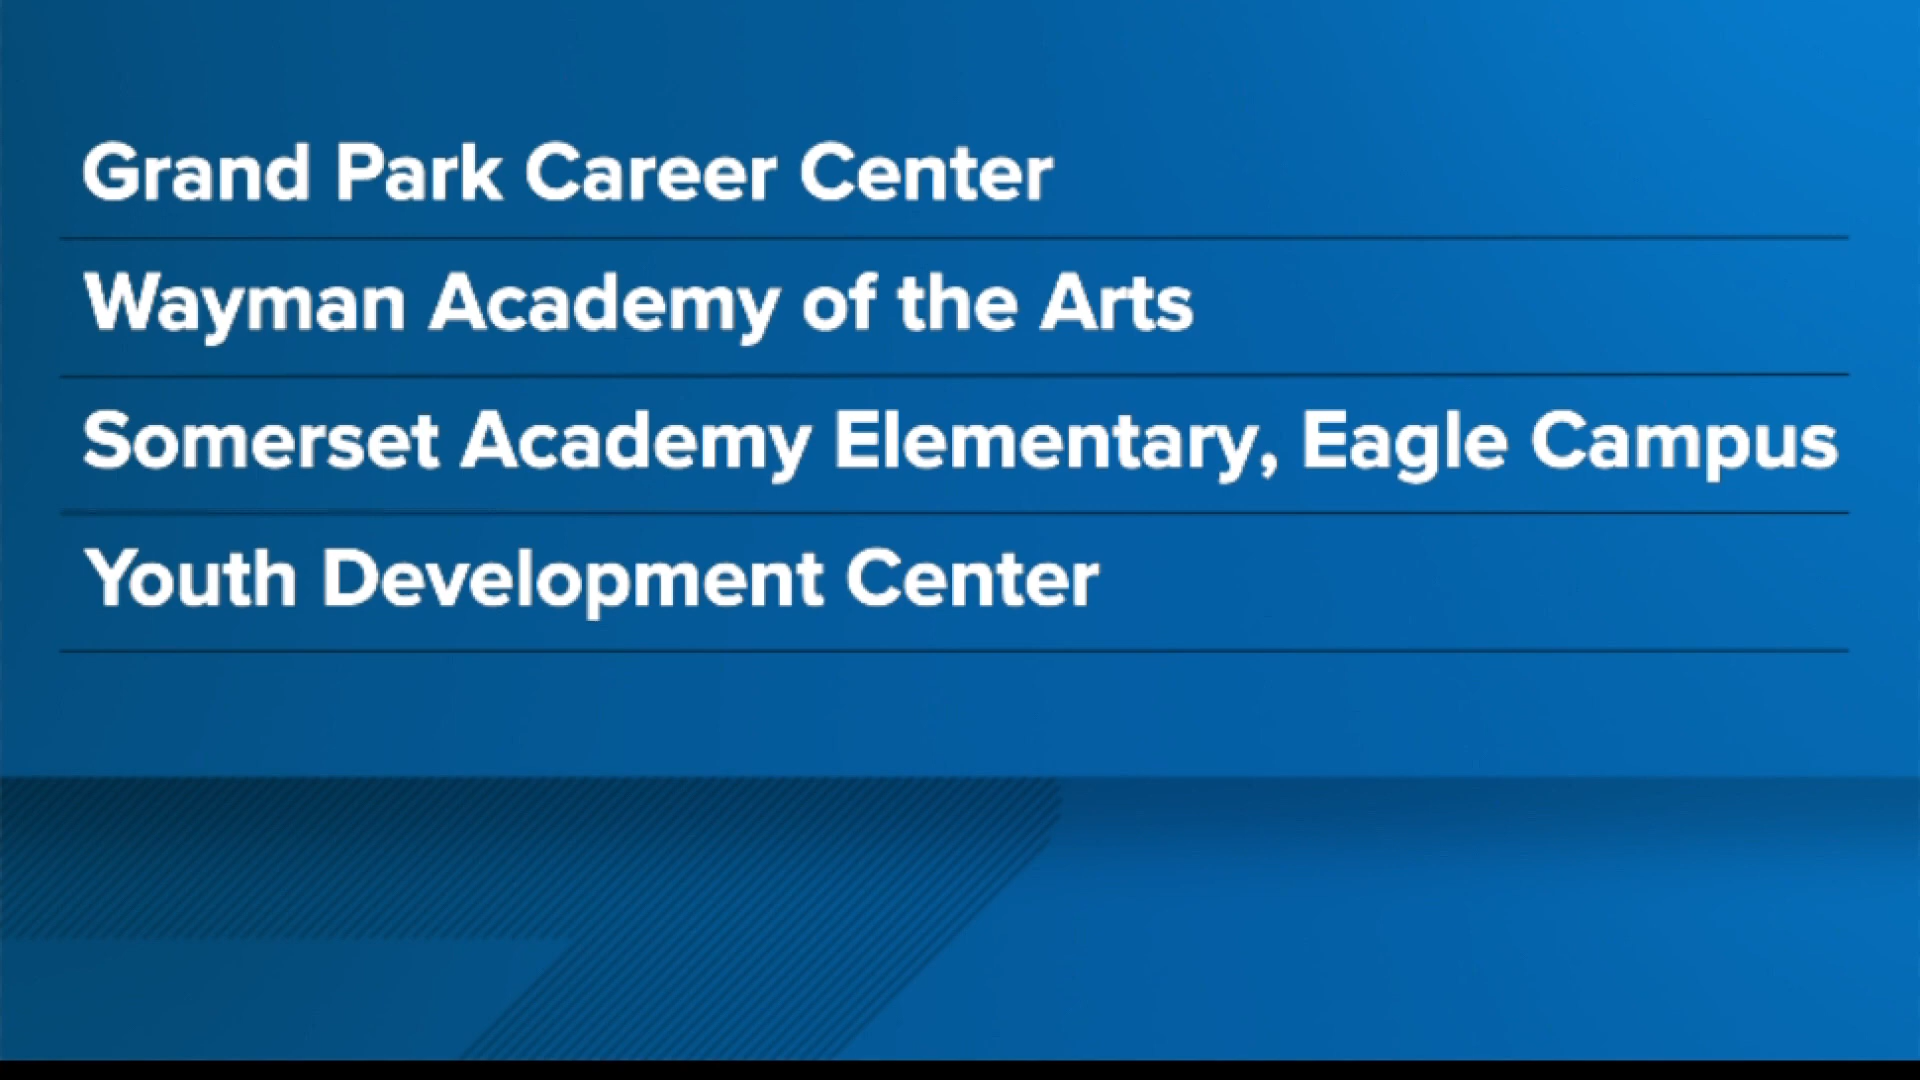 Grand Park Career Center
Wayman Academy of the Arts
Somerset Academy Elementary, Eagle Campus
Youth Development Center